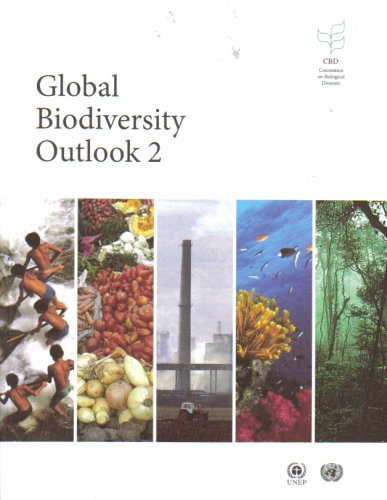 CBD
Convention
on Biological
Diversity
Global
Biodiversity
Outlook 2
UNEP